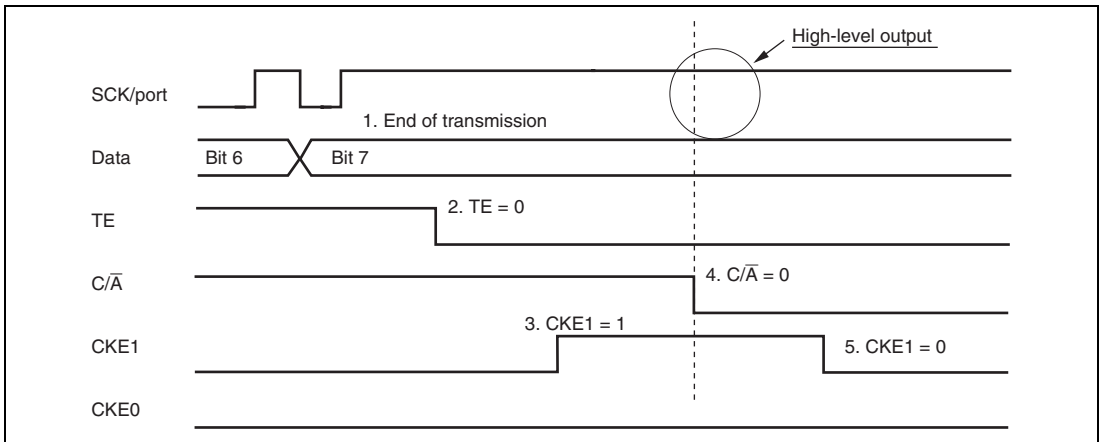 High-level output
SCK/port
1. End of transmission
Data
Bit 6
Bit 7
TE
2. TE = 0
C/A̅
4. C/A̅ = 0
3. CKE1 = 1
CKE1
5. CKE1 = 0
CKE0